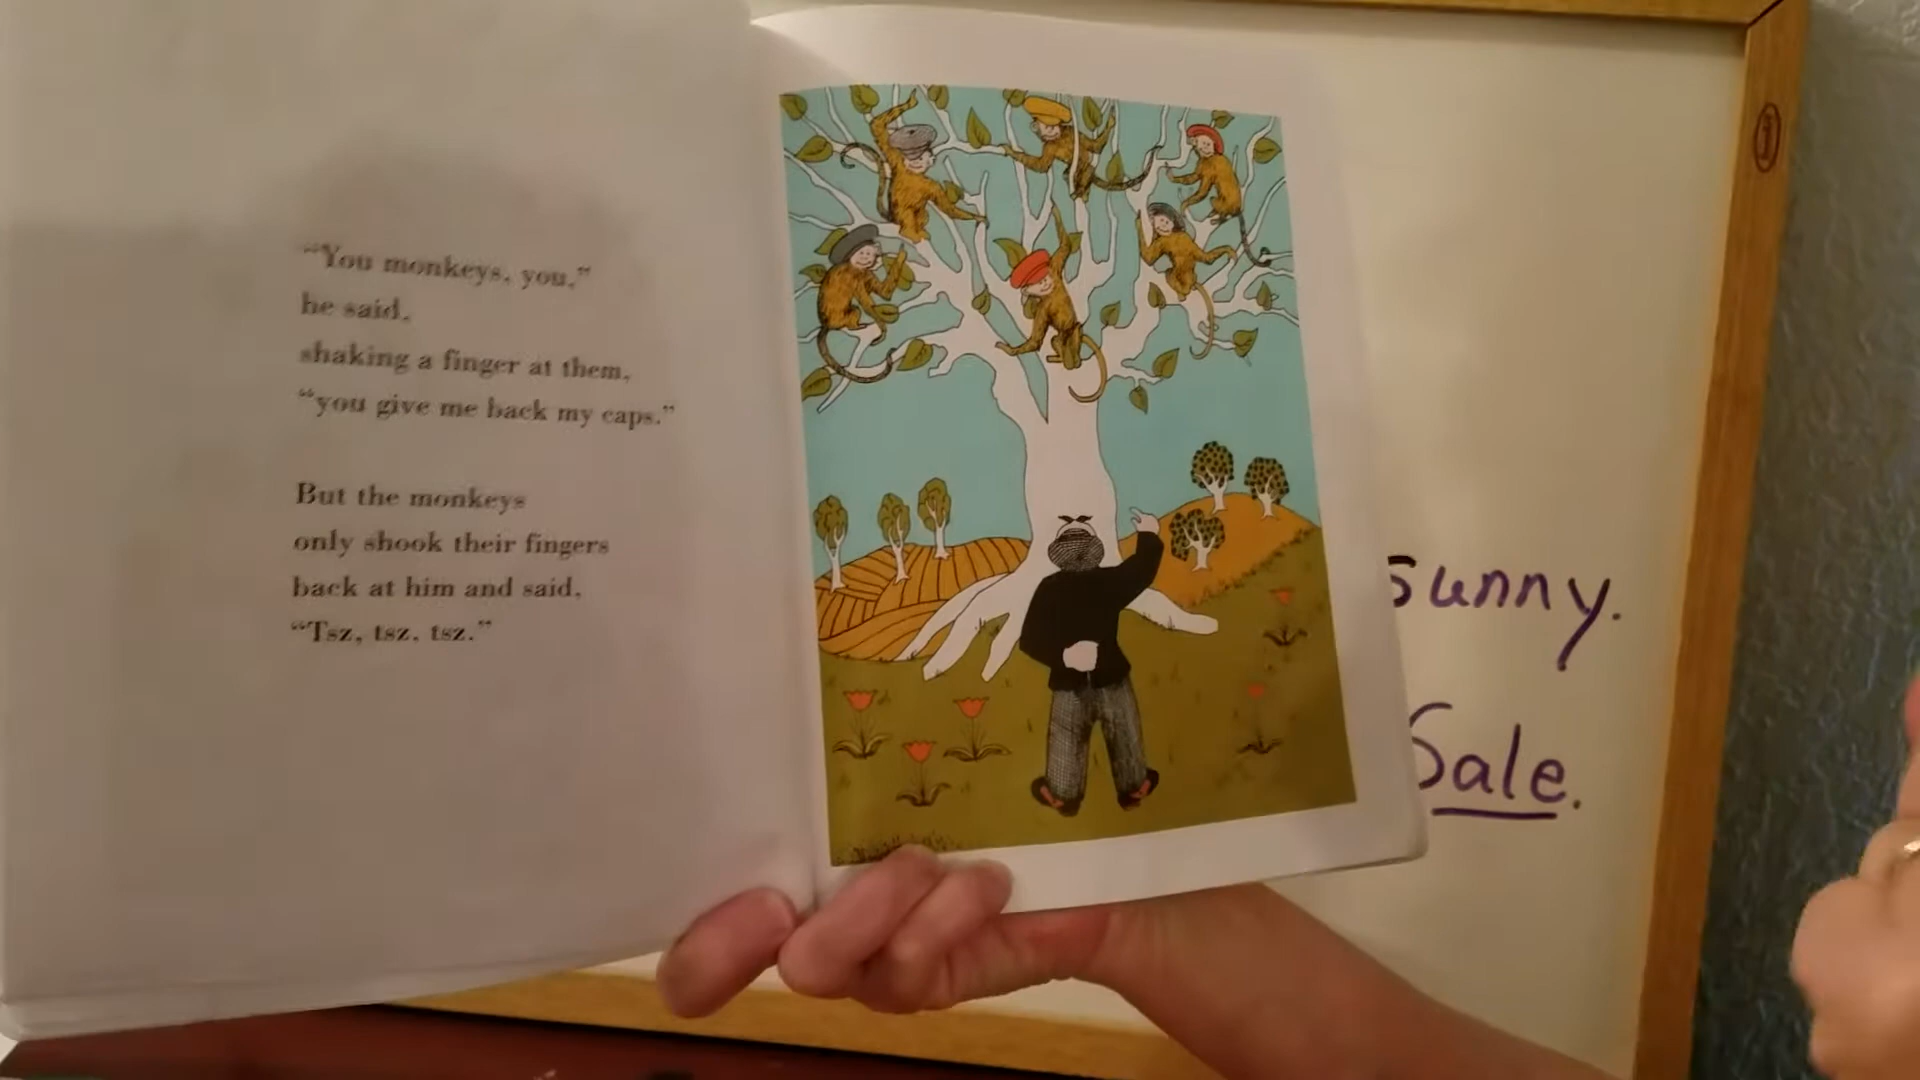 “You monkeys, you,”
he said,
shaking a finger at them,
“you give me back my caps.”
But the monkeys
only shook their fingers
back at him and said,
“Tsz, tsz, tsz.”
sunny.
Sale.